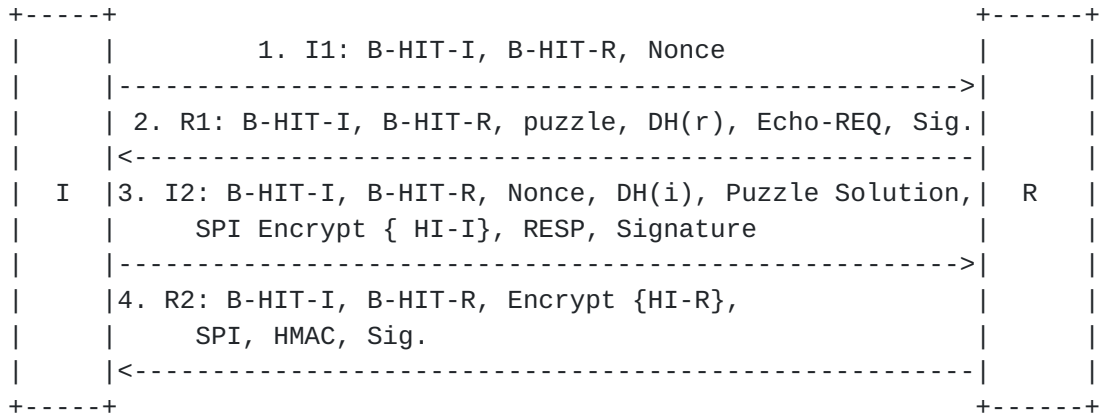 1. I1: B-HIT-I, B-HIT-R, Nonce
2. R1: B-HIT-I, B-HIT-R, puzzle, DH(r), Echo-REQ, Sig.
I 3. I2: B-HIT-I, B-HIT-R, Nonce, DH(i), Puzzle Solution, R
SPI Encrypt { HI-I}, RESP, Signature
4. R2: B-HIT-I, B-HIT-R, Encrypt {HI-R},
SPI, HMAC, Sig.